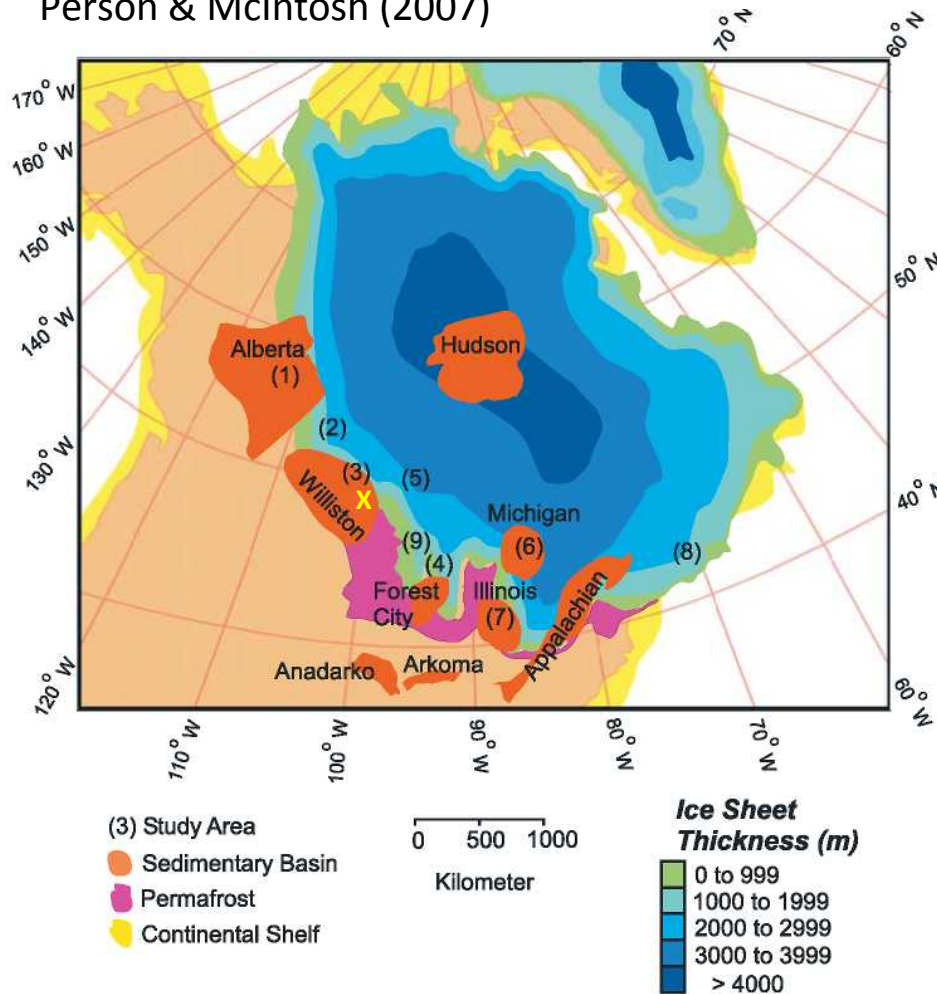 Person & McIntosh (2007)
70° N
60° N
170° W
160° W
150° W
140° W
130° W
120° W
50° N
40° N
60° W
Alberta
(1)
Hudson
(2)
(3)
(5)
Williston
X
Michigan
(6)
(9)
(4)
(8)
Forest
City
Illinois
(7)
Appalachian
Anadarko
Arkoma
110° W
100° W
90° W
80° W
70° W
(3) Study Area
Sedimentary Basin
Permafrost
Continental Shelf
0 500 1000
Kilometer
Ice Sheet
Thickness (m)
0 to 999
1000 to 1999
2000 to 2999
3000 to 3999
> 4000